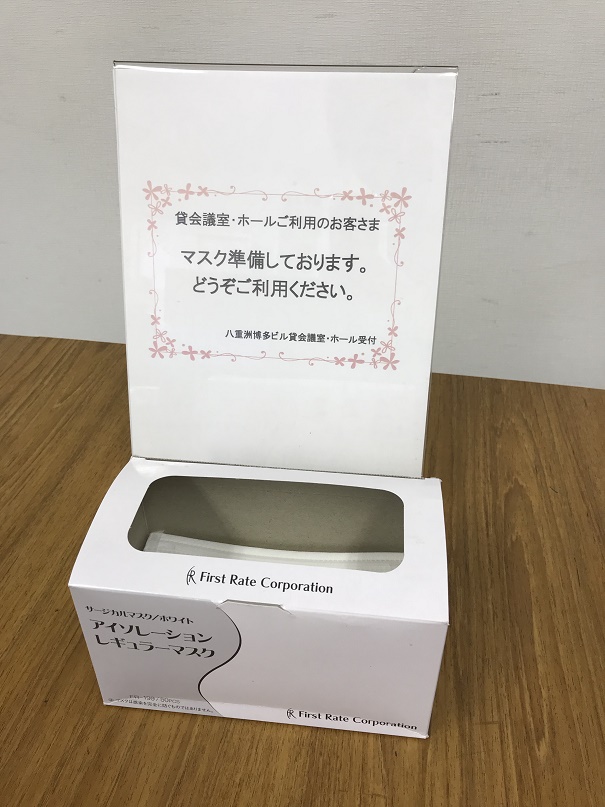 貸会議室・ホールご利用のお客さま
マスク準備しております。
どうぞご利用ください。
八重洲博多ビル貸会議室・ホール受付
First Rate Corporation
サージカルマスク/ホワイト
アイソレーション
レギュラーマスク
First Rate Corporation